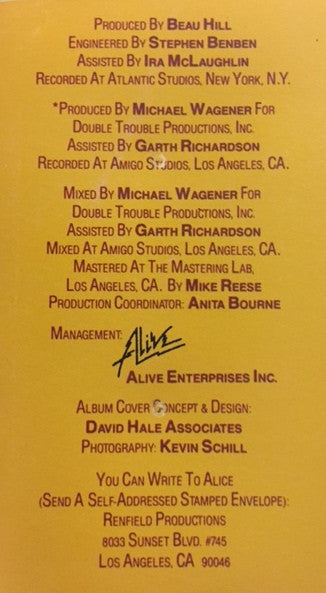 Produced By Beau Hill
Engineered By Stephen Benben
Assisted By Ira McLaughlin
Recorded At Atlantic Studios, New York, N.Y.
*Produced By Michael Wagener For
Double Trouble Productions, Inc.
Assisted By Garth Richardson
Recorded At Amigo Studios, Los Angeles, CA.
Mixed By Michael Wagener For
Double Trouble Productions, Inc.
Assisted By Garth Richardson
Mixed At Amigo Studios, Los Angeles, CA.
Mastered At The Mastering Lab,
Los Angeles, CA. By Mike Reese
Production Coordinator: Anita Bourne
Management: Alive
Alive Enterprises Inc.
Album Cover Concept & Design:
David Hale Associates
Photography: Kevin Schill
You Can Write To Alice
(Send A Self-Addressed Stamped Envelope):
Renfield Productions
8033 Sunset Blvd. #745
Los Angeles, CA 90046